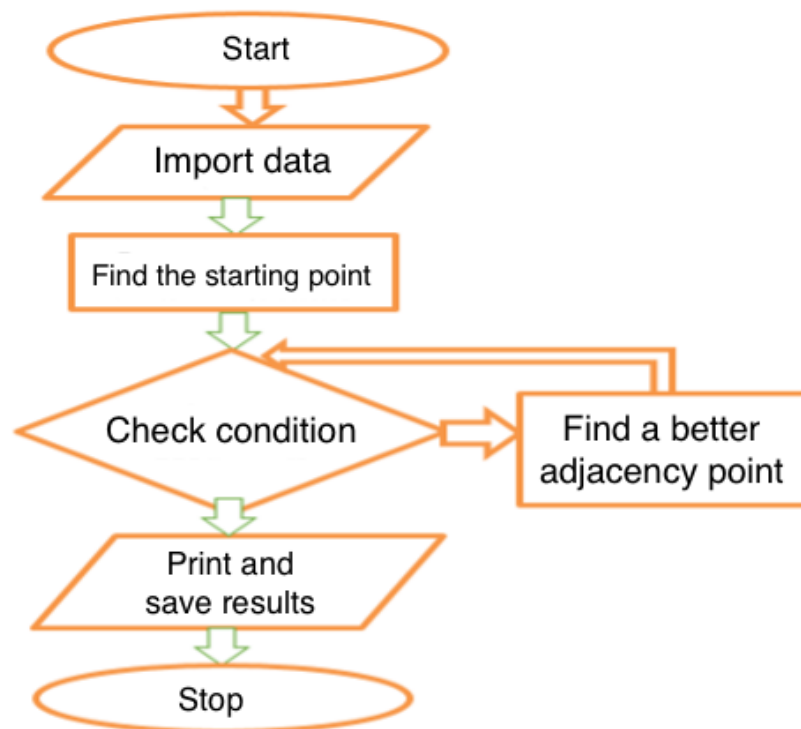 Start
Import data
Find the starting point
Check condition
Find a better
adjacency point
Print and
save results
Stop